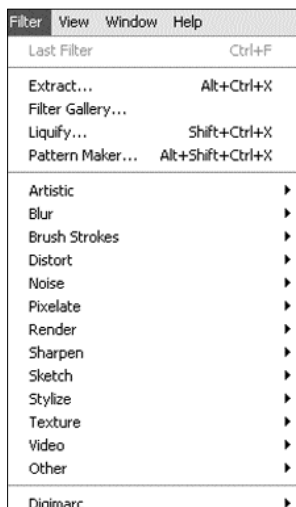 Filter View Window Help
Last Filter Ctrl+F
Extract... Alt+Ctrl+X
Filter Gallery...
Liquify... Shift+Ctrl+X
Pattern Maker... Alt+Shift+Ctrl+X
Artistic
Blur
Brush Strokes
Distort
Noise
Pixelate
Render
Sharpen
Sketch
Stylize
Texture
Video
Other
Digimarc